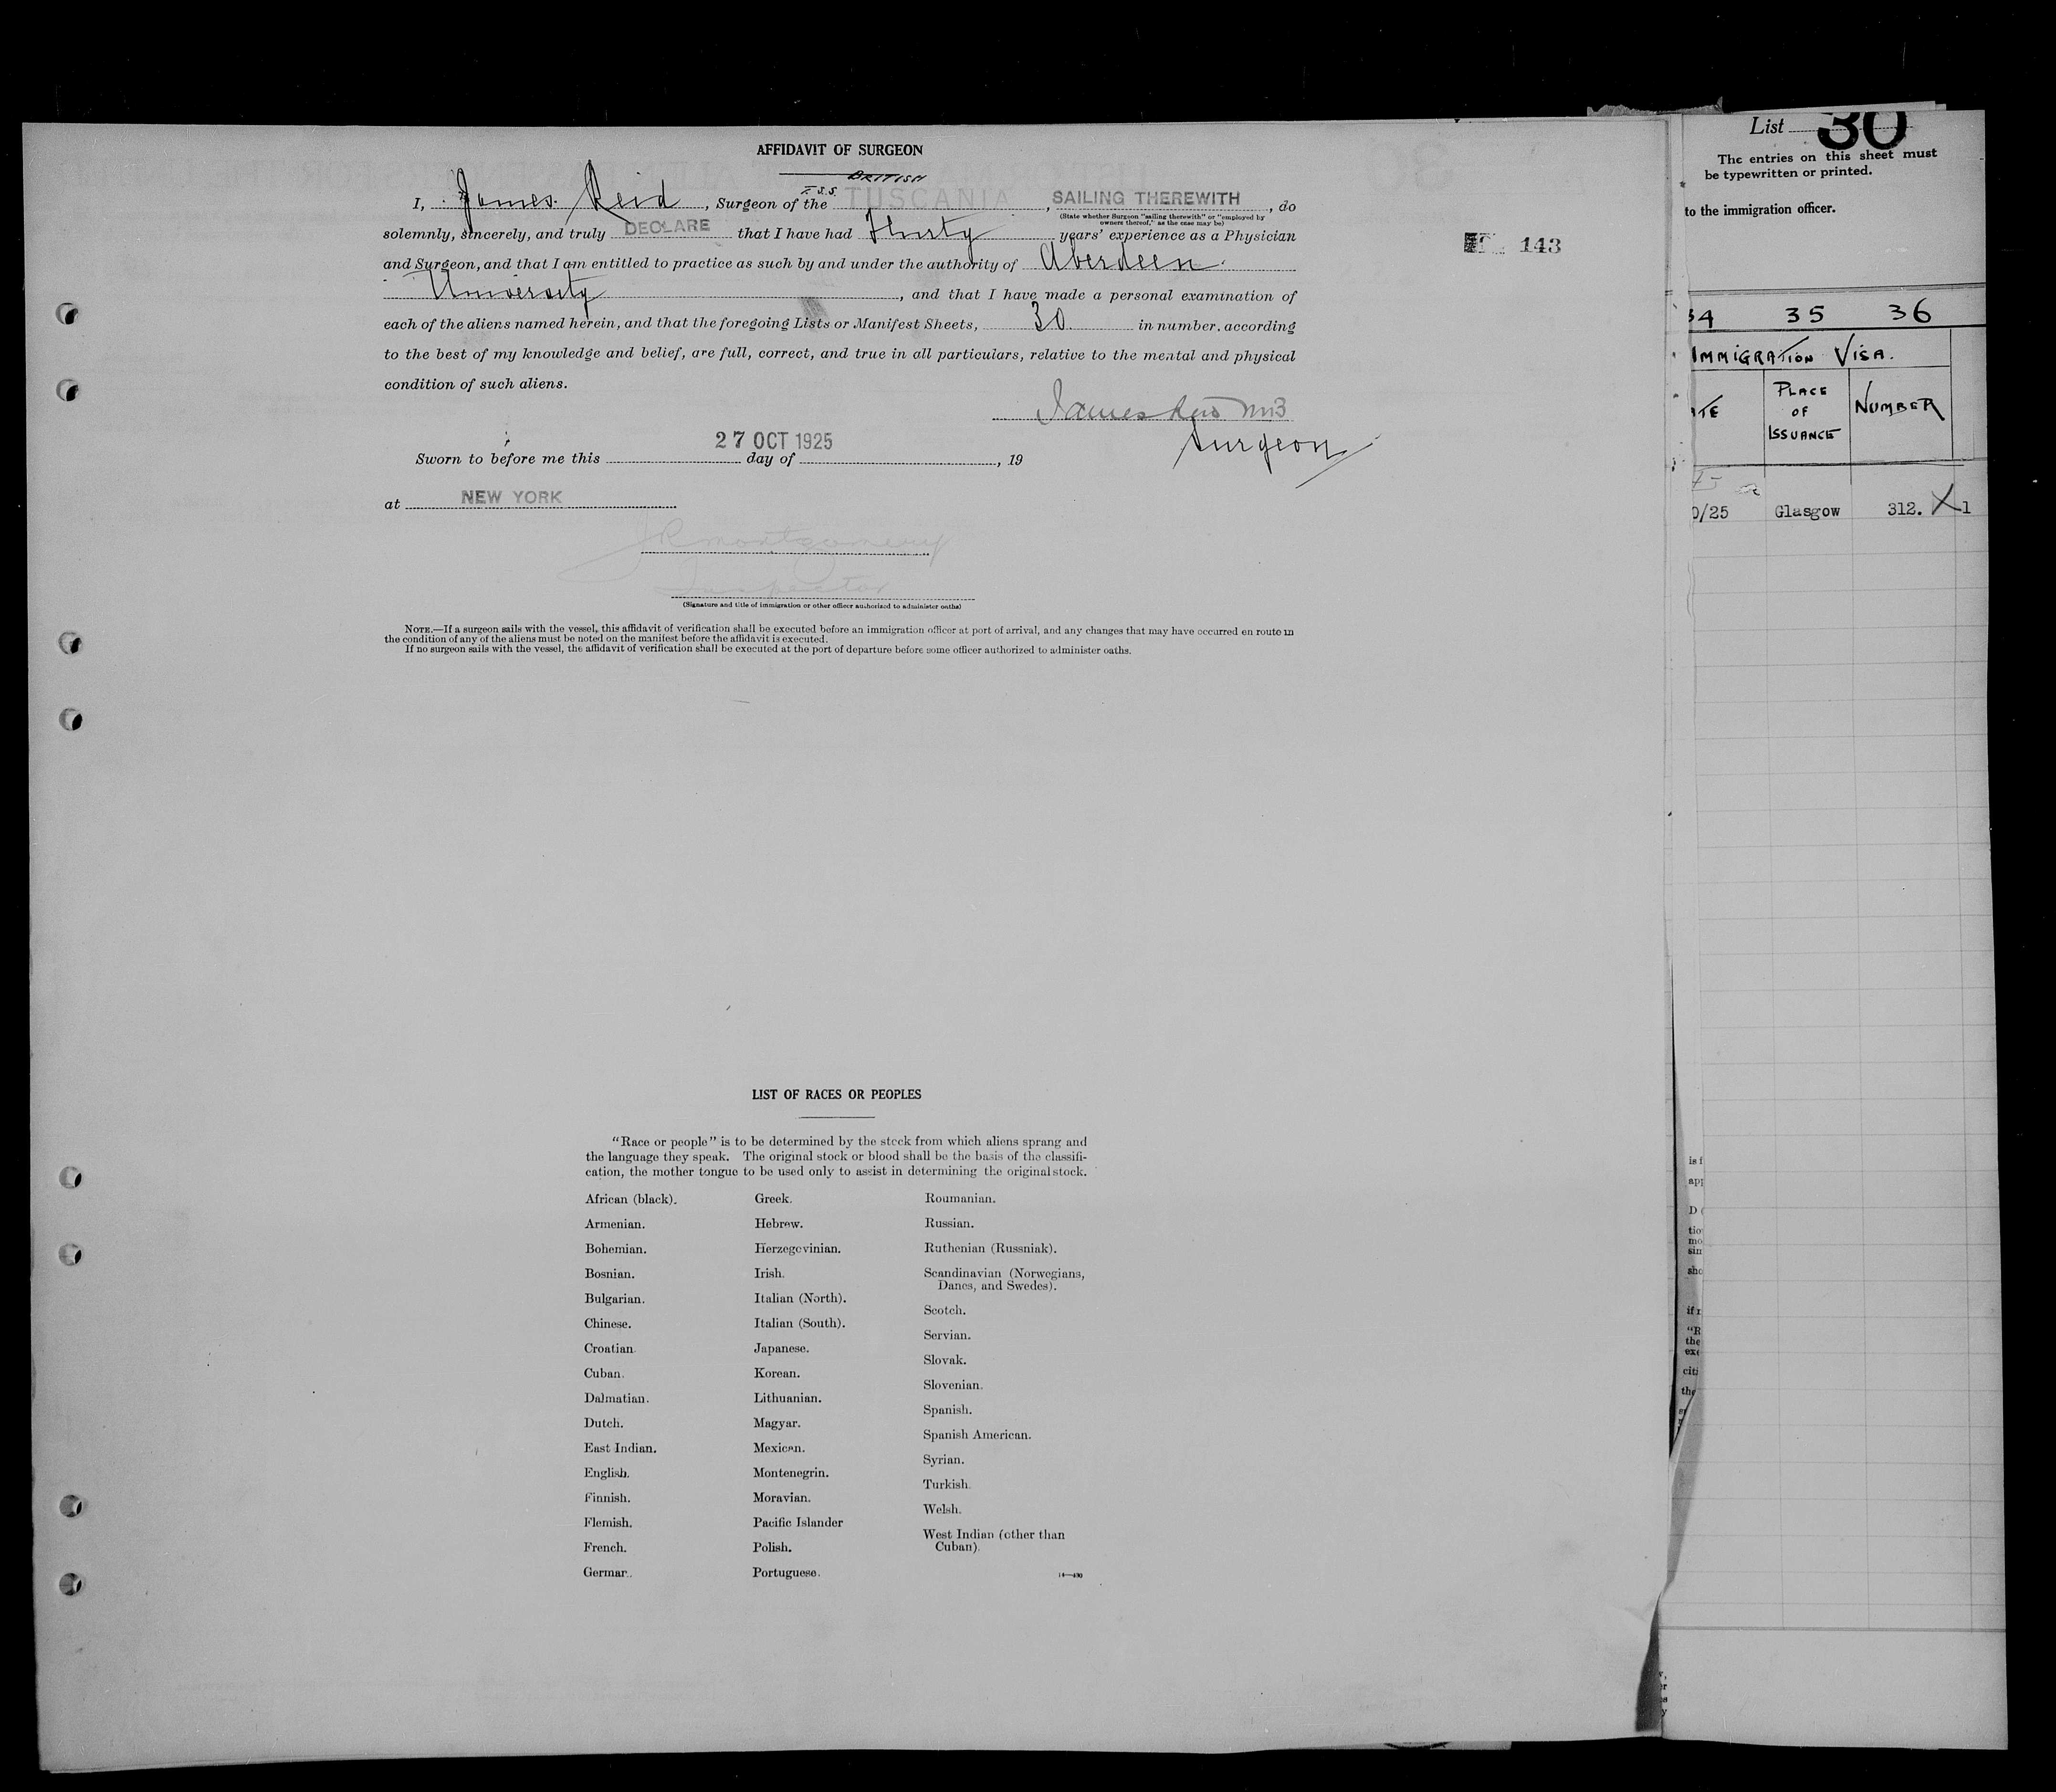 AFFIDAVIT OF SURGEON
BRITISH
I, James Reid, Surgeon of the T.S.S. TUSCANIA, SAILING THEREWITH, do
(State whether Surgeon "sailing therewith" or "employed by
owners thereof," as the case may be)
solemnly, sincerely, and truly DECLARE that I have had Thirty years' experience as a Physician
and Surgeon, and that I am entitled to practice as such by and under the authority of Aberdeen
University, and that I have made a personal examination of
each of the aliens named herein, and that the foregoing Lists or Manifest Sheets, 30 in number, according
to the best of my knowledge and belief, are full, correct, and true in all particulars, relative to the mental and physical
condition of such aliens.
James Reid
Surgeon
27 OCT 1925
Sworn to before me this day of , 19
at NEW YORK
J R Montgomery
Inspector
(Signature and title of immigration or other officer authorized to administer oaths)
NOTE.—If a surgeon sails with the vessel, this affidavit of verification shall be executed before an immigration officer at port of arrival, and any changes that may have occurred en route in
the condition of any of the aliens must be noted on the manifest before the affidavit is executed.
If no surgeon sails with the vessel, the affidavit of verification shall be executed at the port of departure before some officer authorized to administer oaths.
143
LIST OF RACES OR PEOPLES
"Race or people" is to be determined by the stock from which aliens sprang and
the language they speak. The original stock or blood shall be the basis of the classifi-
cation, the mother tongue to be used only to assist in determining the original stock.
African (black).
Armenian.
Bohemian.
Bosnian.
Bulgarian.
Chinese.
Croatian.
Cuban.
Dalmatian.
Dutch.
East Indian.
English.
Finnish.
Flemish.
French.
German.
Greek.
Hebrew.
Herzegovinian.
Irish.
Italian (North).
Italian (South).
Japanese.
Korean.
Lithuanian.
Magyar.
Mexican.
Montenegrin.
Moravian.
Pacific Islander
Polish.
Portuguese.
Roumanian.
Russian.
Ruthenian (Russniak).
Scandinavian (Norwegians,
Danes, and Swedes).
Scotch.
Servian.
Slovak.
Slovenian.
Spanish.
Spanish American.
Syrian.
Turkish.
Welsh.
West Indian (other than
Cuban).
List 30
The entries on this sheet must
be typewritten or printed.
to the immigration officer.
34 35 36
IMMIGRATION VISA.
PLACE
OF
ISSUANCE
NUMBER
0/25 Glasgow 312. X 1